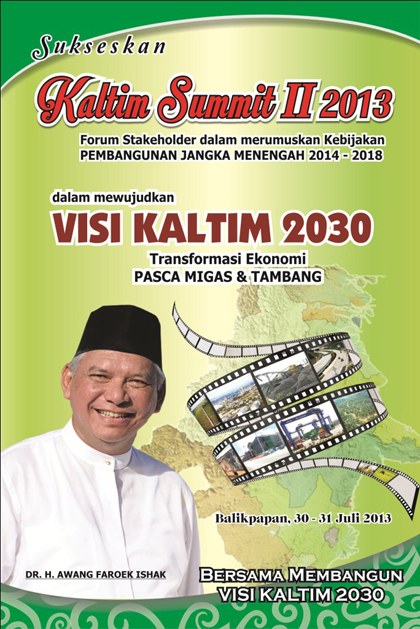 Sukseskan
Kaltim Summit II 2013
Forum Stakeholder dalam merumuskan Kebijakan
PEMBANGUNAN JANGKA MENENGAH 2014 - 2018
dalam mewujudkan
VISI KALTIM 2030
Transformasi Ekonomi
PASCA MIGAS & TAMBANG
Balikpapan, 30 - 31 Juli 2013
DR. H. AWANG FAROEK ISHAK
BERSAMA MEMBANGUN
VISI KALTIM 2030